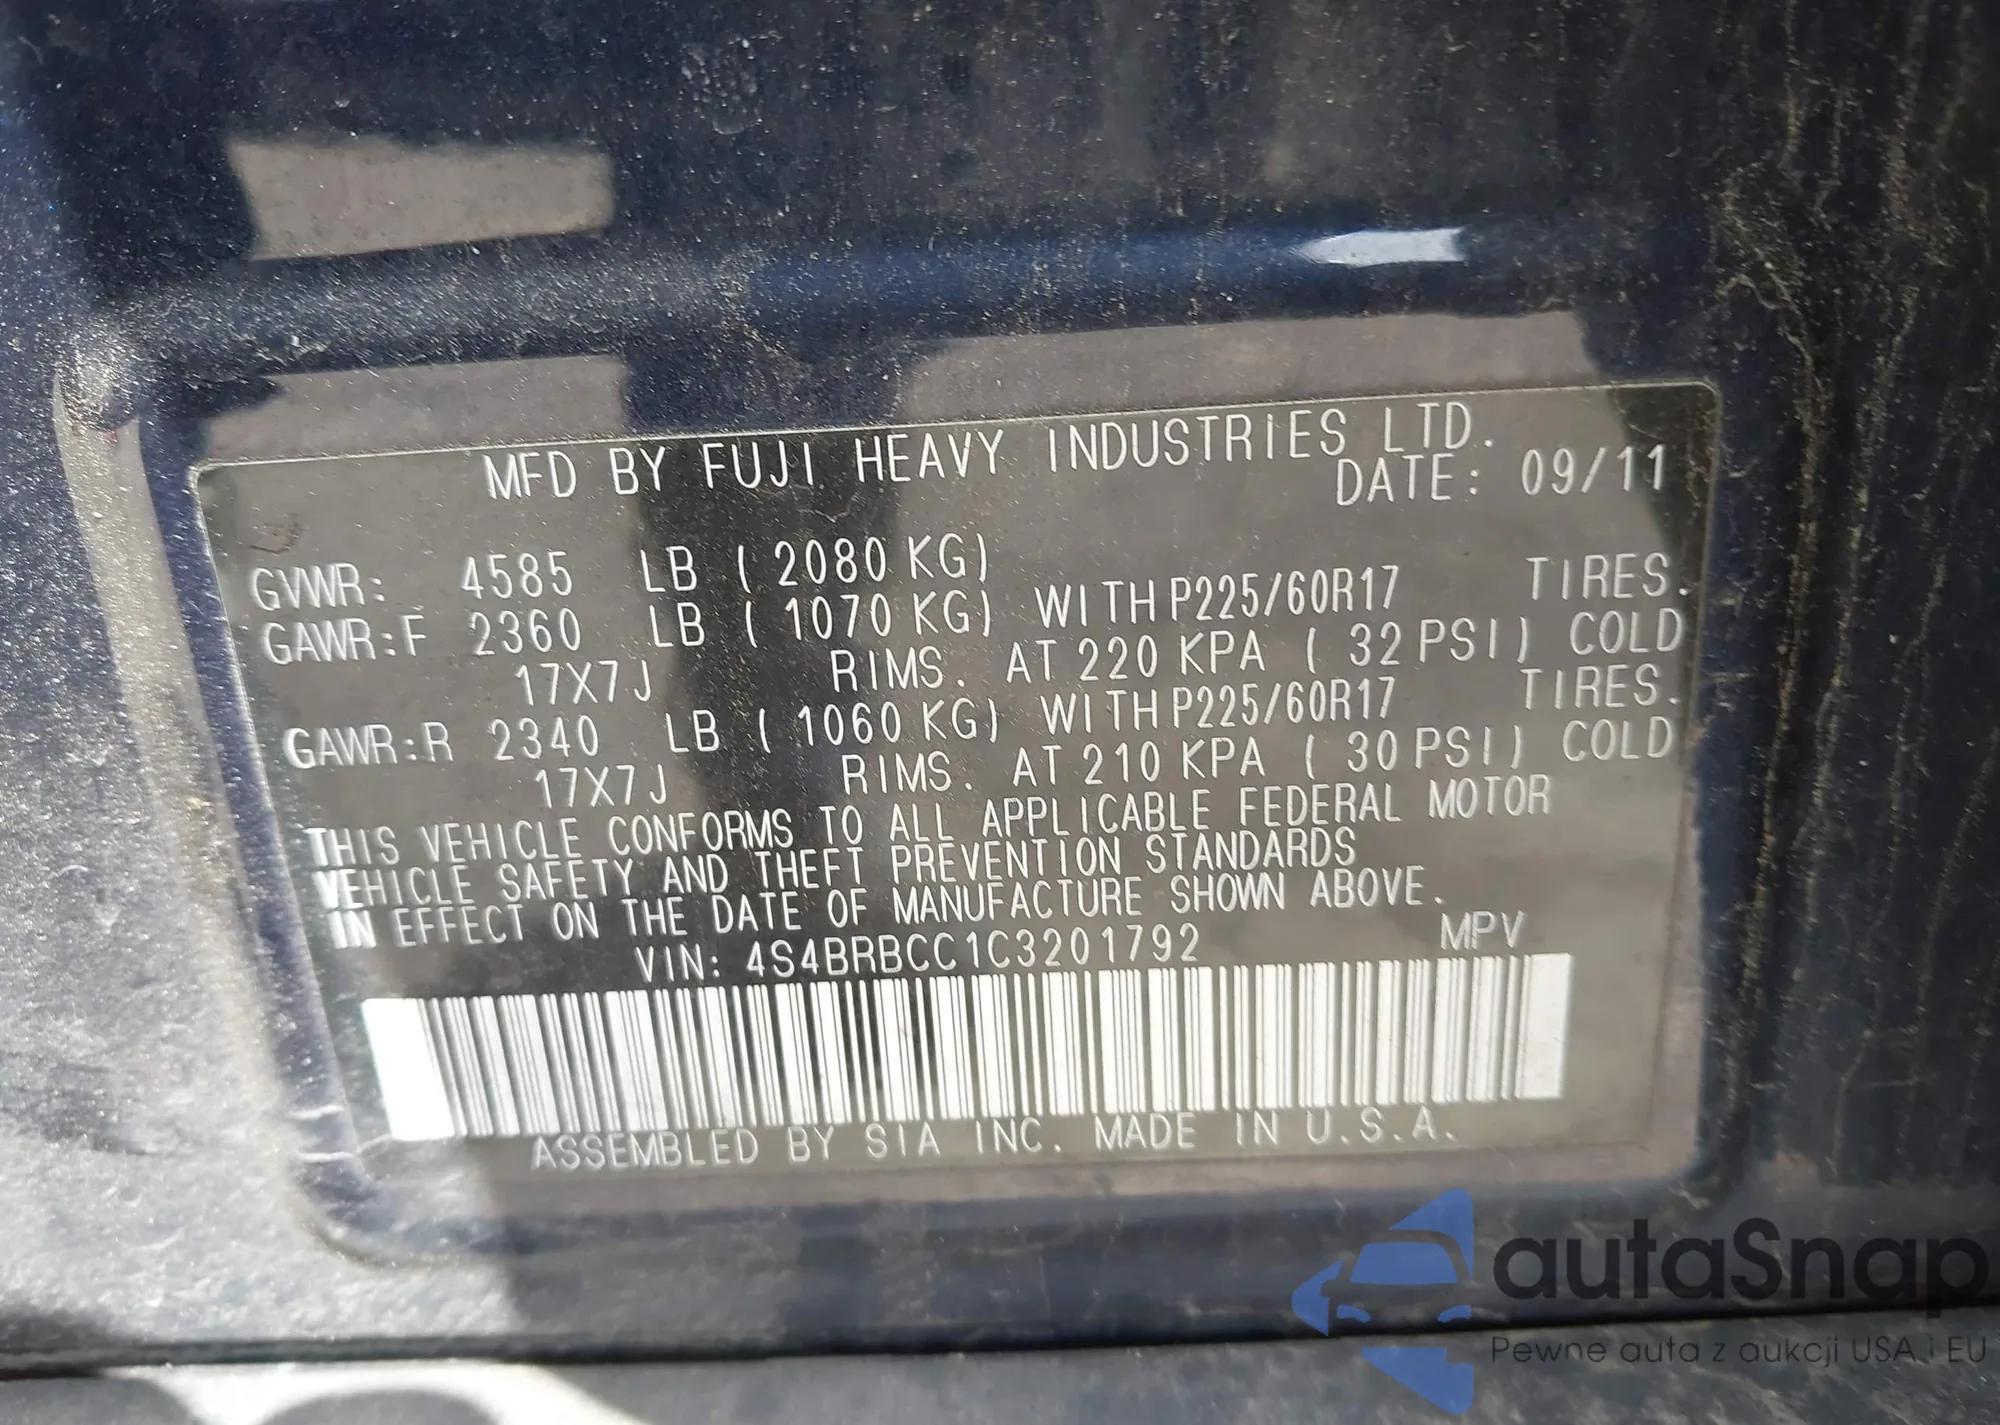 MFD BY FUJI HEAVY INDUSTRIES LTD.
DATE: 09/11
GVWR: 4585 LB ( 2080 KG)
GAWR:F 2360 LB ( 1070 KG) WITH P225/60R17 TIRES.
17X7J RIMS. AT 220 KPA ( 32 PSI) COLD
GAWR:R 2340 LB ( 1060 KG) WITH P225/60R17 TIRES.
17X7J RIMS. AT 210 KPA ( 30 PSI) COLD
THIS VEHICLE CONFORMS TO ALL APPLICABLE FEDERAL MOTOR
VEHICLE SAFETY AND THEFT PREVENTION STANDARDS
IN EFFECT ON THE DATE OF MANUFACTURE SHOWN ABOVE.
VIN: 4S4BRBCC1C3201792 MPV
ASSEMBLED BY SIA INC. MADE IN U.S.A.
autaSnap
Pewne auta z aukcji USA i EU